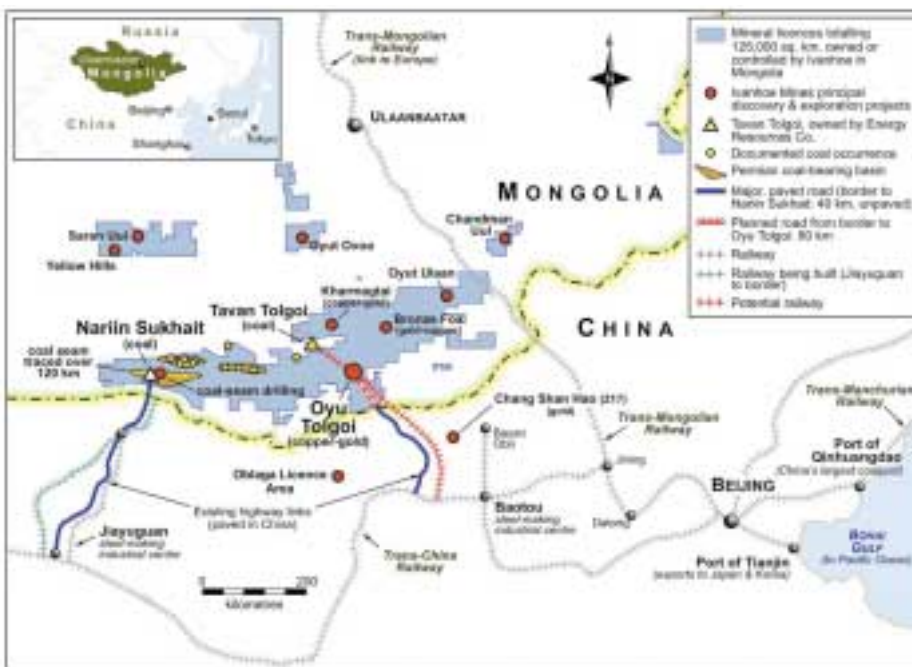 Russia
Mongolia
China
Beijing
Seoul
Tokyo
Shanghai
Trans-Mongolian
Railway
(link to Europe)
ULAANBAATAR
MONGOLIA
CHINA
Mineral licences totalling
125,000 sq. km. owned or
controlled by Ivanhoe in
Mongolia
Ivanhoe Mines principal
discovery & exploration projects
Tavan Tolgoi, owned by Energy
Resources Co.
Documented coal occurrence
Permian coal-bearing basin
Major, paved road (border to
Nariin Sukhait: 40 km, unpaved)
Planned road from border to
Oyu Tolgoi: 80 km
Railway
Railway being built (Jiayuguan
to border)
Potential railway
Saran Uul
Yellow Hills
Oyut Ovoo
Chandman
Uul
Oyut Ulaan
Kharmagtai
(copper-gold)
Tavan Tolgoi
(coal)
Bronze Fox
(gold-copper)
Nariin Sukhait
(coal)
coal seam
traced over
120 km
coal-seam drilling
Oyu
Tolgoi
(copper-gold)
Chang Shan Hao (217)
(gold)
Oblaga Licence
Area
Existing highway links
(paved in China)
Jiayuguan
steel making
industrial centre
Trans-China
Railway
0 200
kilometres
Baotou
steel making
industrial centre
Trans-Mongolian
Railway
Jining
Datong
BEIJING
Trans-Manchurian
Railway
Port of
Qinhuangdao
(China's largest coalport)
Port of Tianjin
(exports to Japan & Korea)
BOHAI
GULF
(to Pacific Ocean)